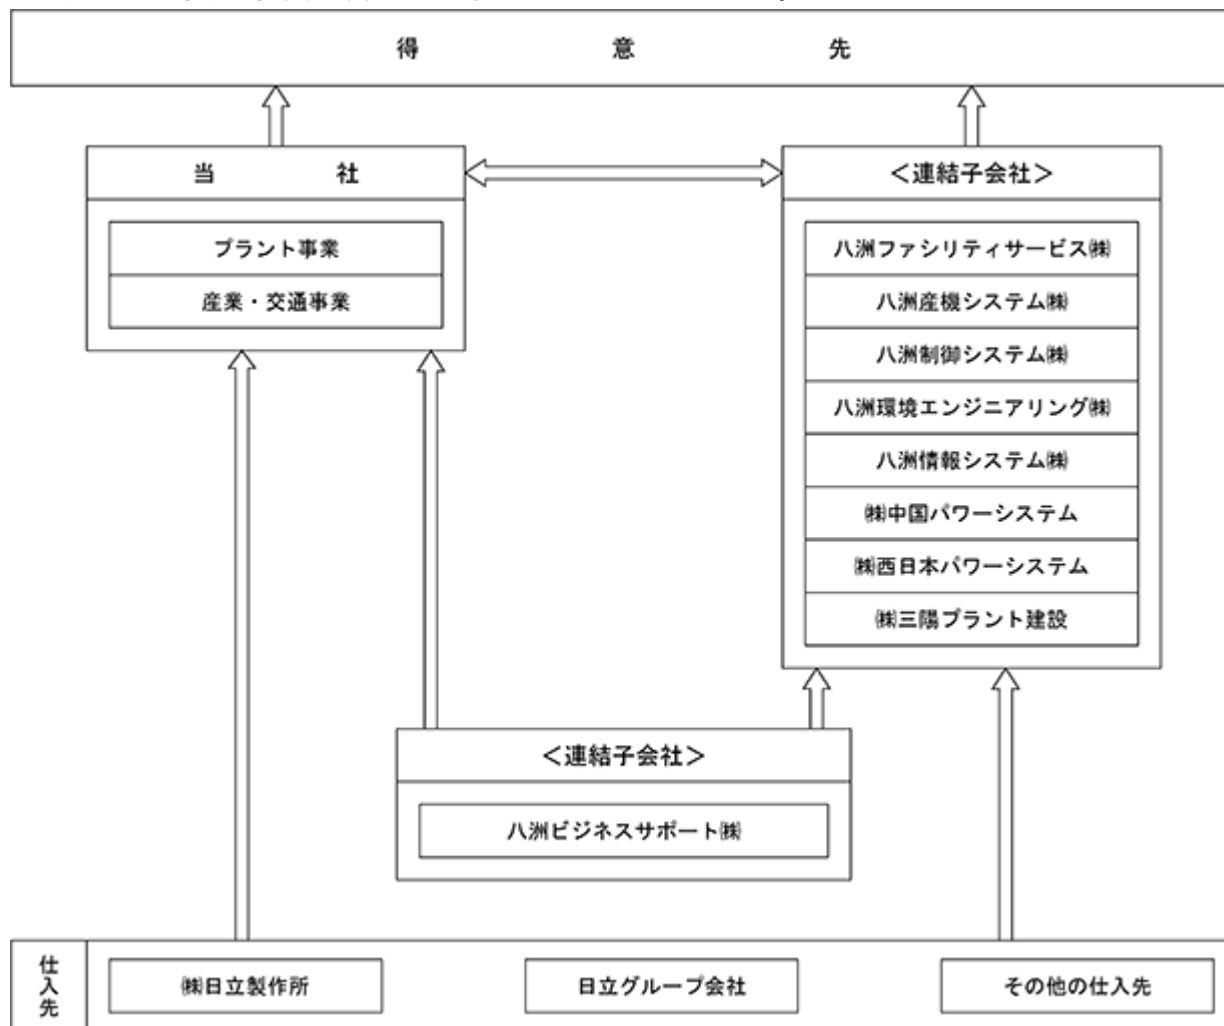 得意先
当社
＜連結子会社＞
プラント事業
産業・交通事業
八洲ファシリティサービス㈱
八洲産機システム㈱
八洲制御システム㈱
八洲環境エンジニアリング㈱
八洲情報システム㈱
㈱中国パワーシステム
㈱西日本パワーシステム
㈱三陽プラント建設
＜連結子会社＞
八洲ビジネスサポート㈱
仕入先
㈱日立製作所
日立グループ会社
その他の仕入先